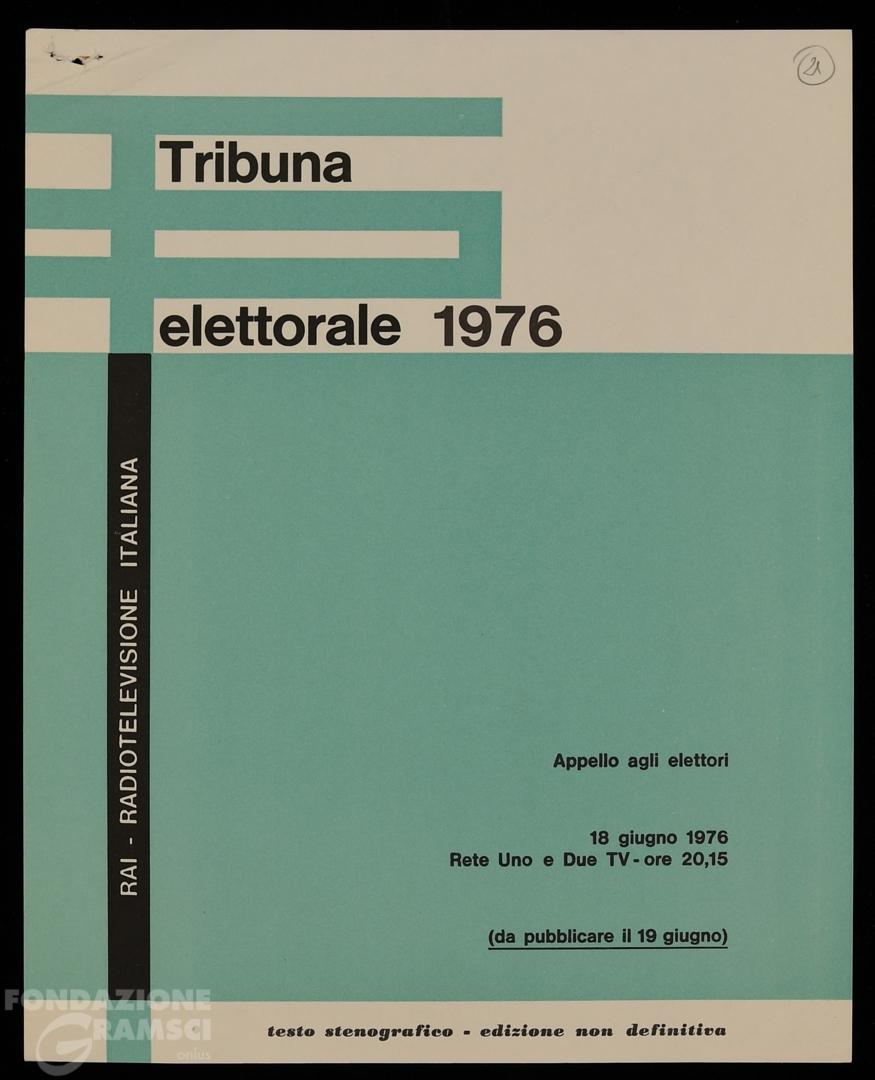 21
Tribuna
elettorale 1976
RAI - RADIOTELEVISIONE ITALIANA
Appello agli elettori
18 giugno 1976
Rete Uno e Due TV - ore 20,15
(da pubblicare il 19 giugno)
testo stenografico - edizione non definitiva
FONDAZIONE
GRAMSCI
onlus